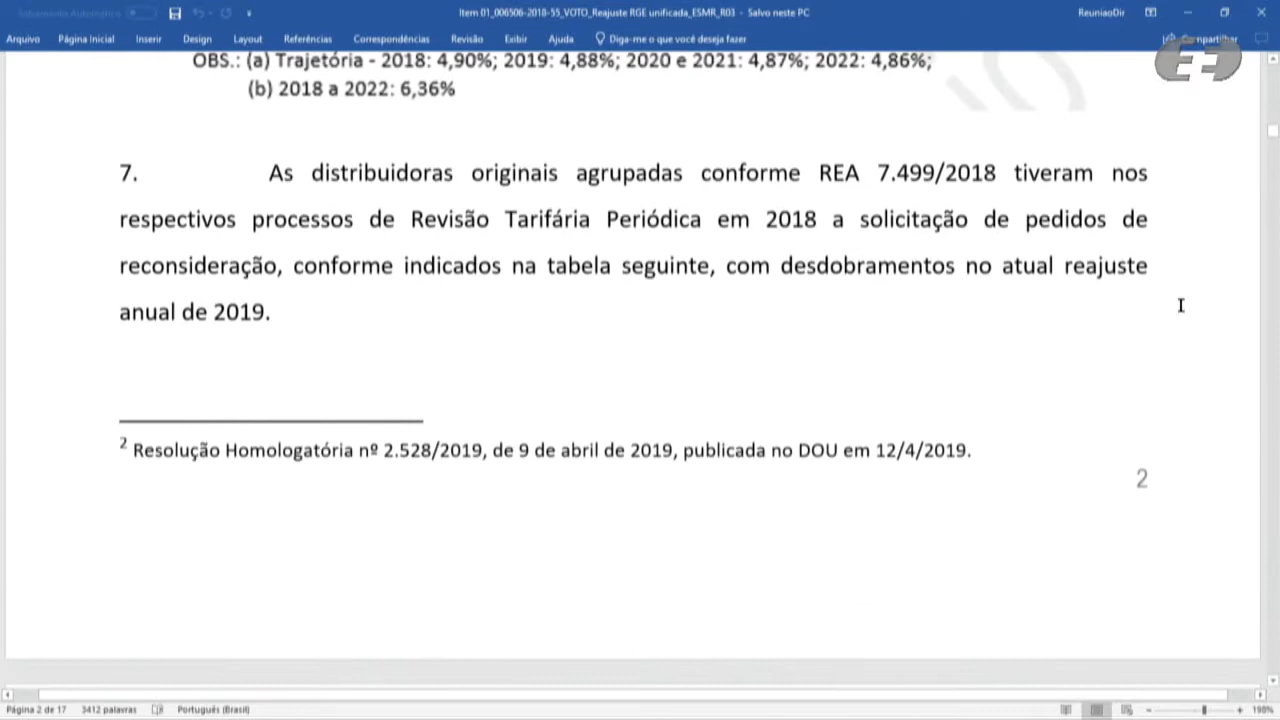 Item 01_006506-2018-55_VOTO_Reajuste RGE unificada_ESMR_R03 - Salvo neste PC
ReuniaoDir
Arquivo Página Inicial Inserir Design Layout Referências Correspondências Revisão Exibir Ajuda Diga-me o que você deseja fazer
OBS.: (a) Trajetória - 2018: 4,90%; 2019: 4,88%; 2020 e 2021: 4,87%; 2022: 4,86%;
(b) 2018 a 2022: 6,36%
7. As distribuidoras originais agrupadas conforme REA 7.499/2018 tiveram nos
respectivos processos de Revisão Tarifária Periódica em 2018 a solicitação de pedidos de
reconsideração, conforme indicados na tabela seguinte, com desdobramentos no atual reajuste
anual de 2019.
2 Resolução Homologatória nº 2.528/2019, de 9 de abril de 2019, publicada no DOU em 12/4/2019.
2
Página 2 de 17 3412 palavras Português (Brasil) 190%